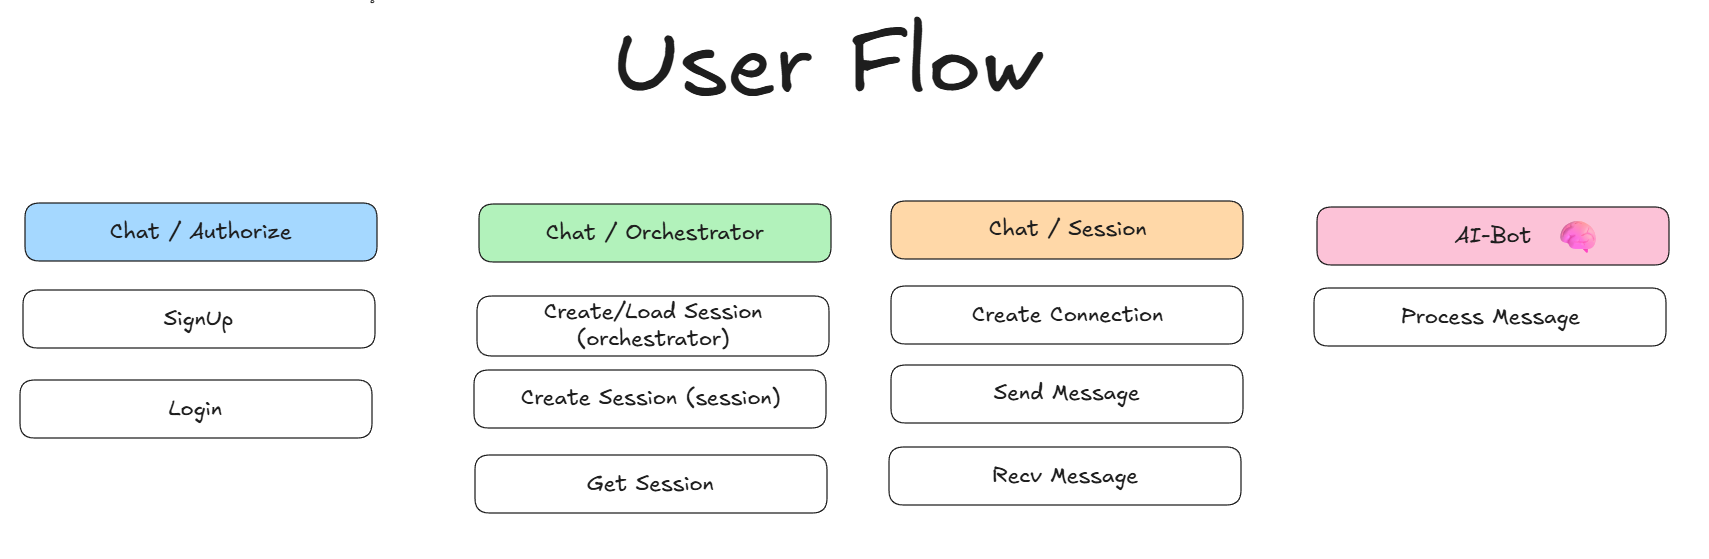 User Flow
Chat / Authorize
SignUp
Login
Chat / Orchestrator
Create/Load Session
(orchestrator)
Create Session (session)
Get Session
Chat / Session
Create Connection
Send Message
Recv Message
AI-Bot
Process Message